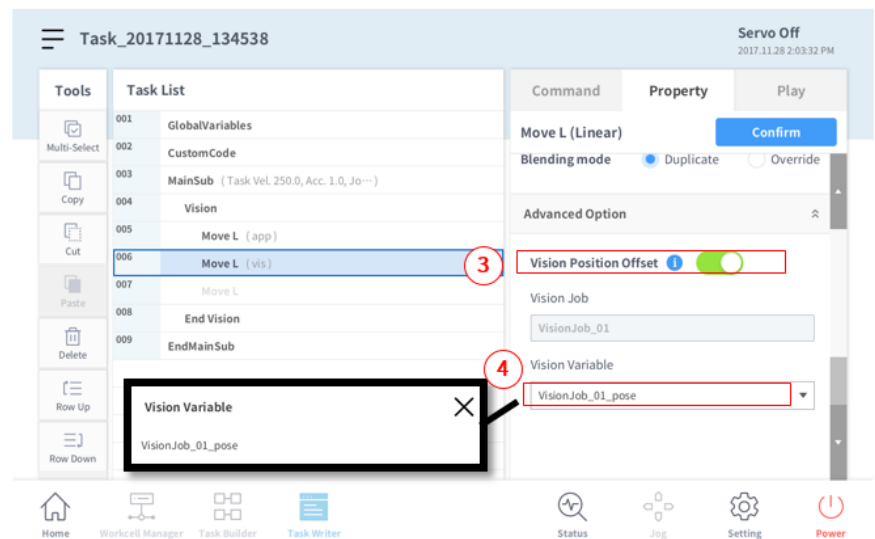 Task_20171128_134538
Servo Off
2017.11.28 2:03:32 PM
Tools
Task List
Command
Property
Play
Multi-Select
Copy
Cut
Paste
Delete
Row Up
Row Down
001 GlobalVariables
002 CustomCode
003 MainSub (Task Vel. 250.0, Acc. 1.0, Jo…)
004 Vision
005 Move L (app)
006 Move L (vis)
007 Move L
008 End Vision
009 EndMainSub
Move L (Linear)
Confirm
Blending mode
Duplicate
Override
Advanced Option
3
Vision Position Offset i
Vision Job
VisionJob_01
4
Vision Variable
VisionJob_01_pose
Vision Variable
VisionJob_01_pose
Home
Workcell Manager
Task Builder
Task Writer
Status
Jog
Setting
Power